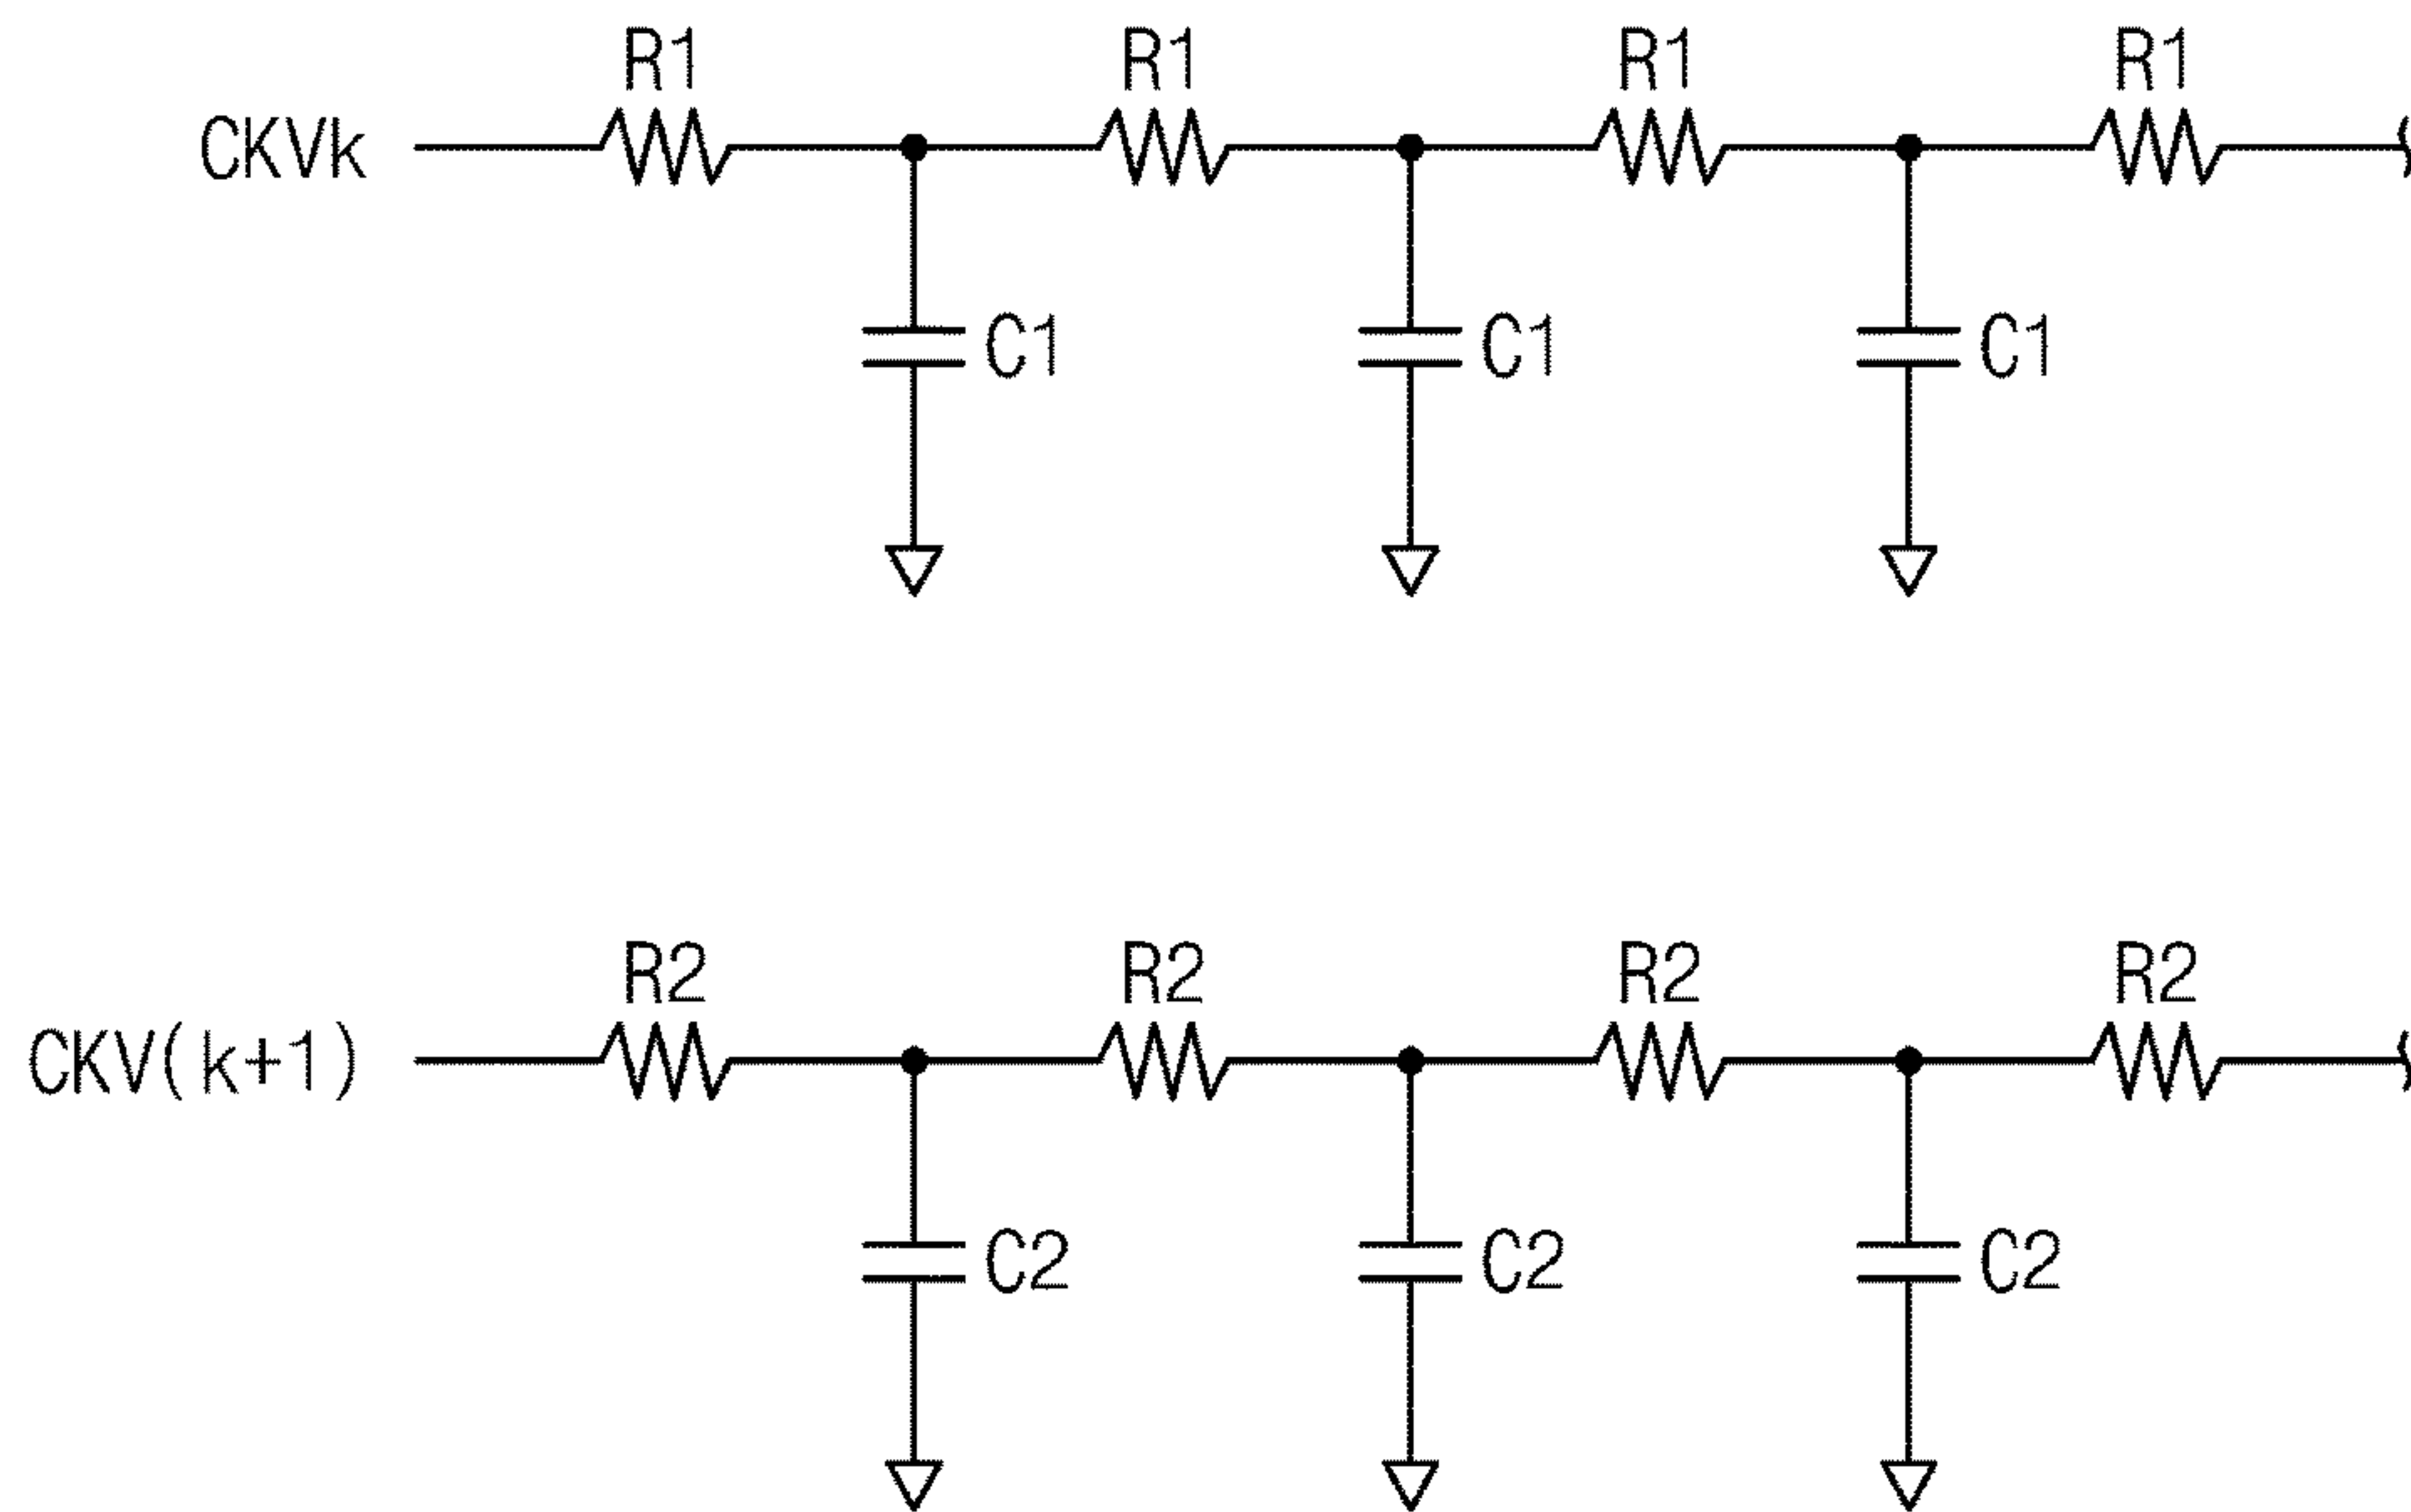 R1 R1 R1 R1
CKVk
C1 C1 C1
R2 R2 R2 R2
CKV(k+1)
C2 C2 C2